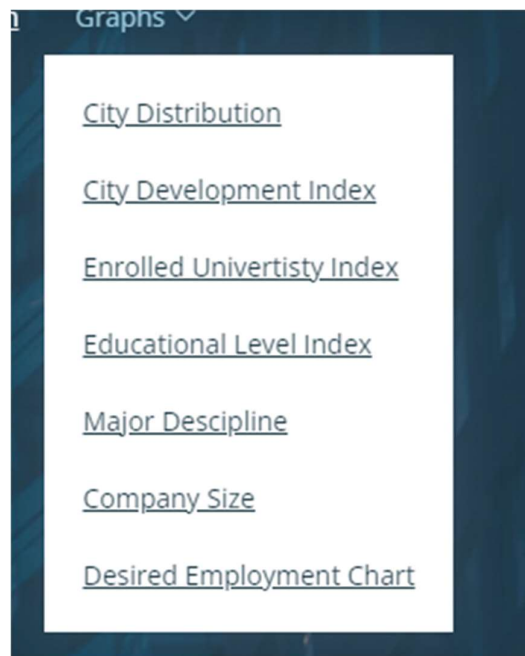 Graphs
City Distribution
City Development Index
Enrolled Univertisty Index
Educational Level Index
Major Descipline
Company Size
Desired Employment Chart